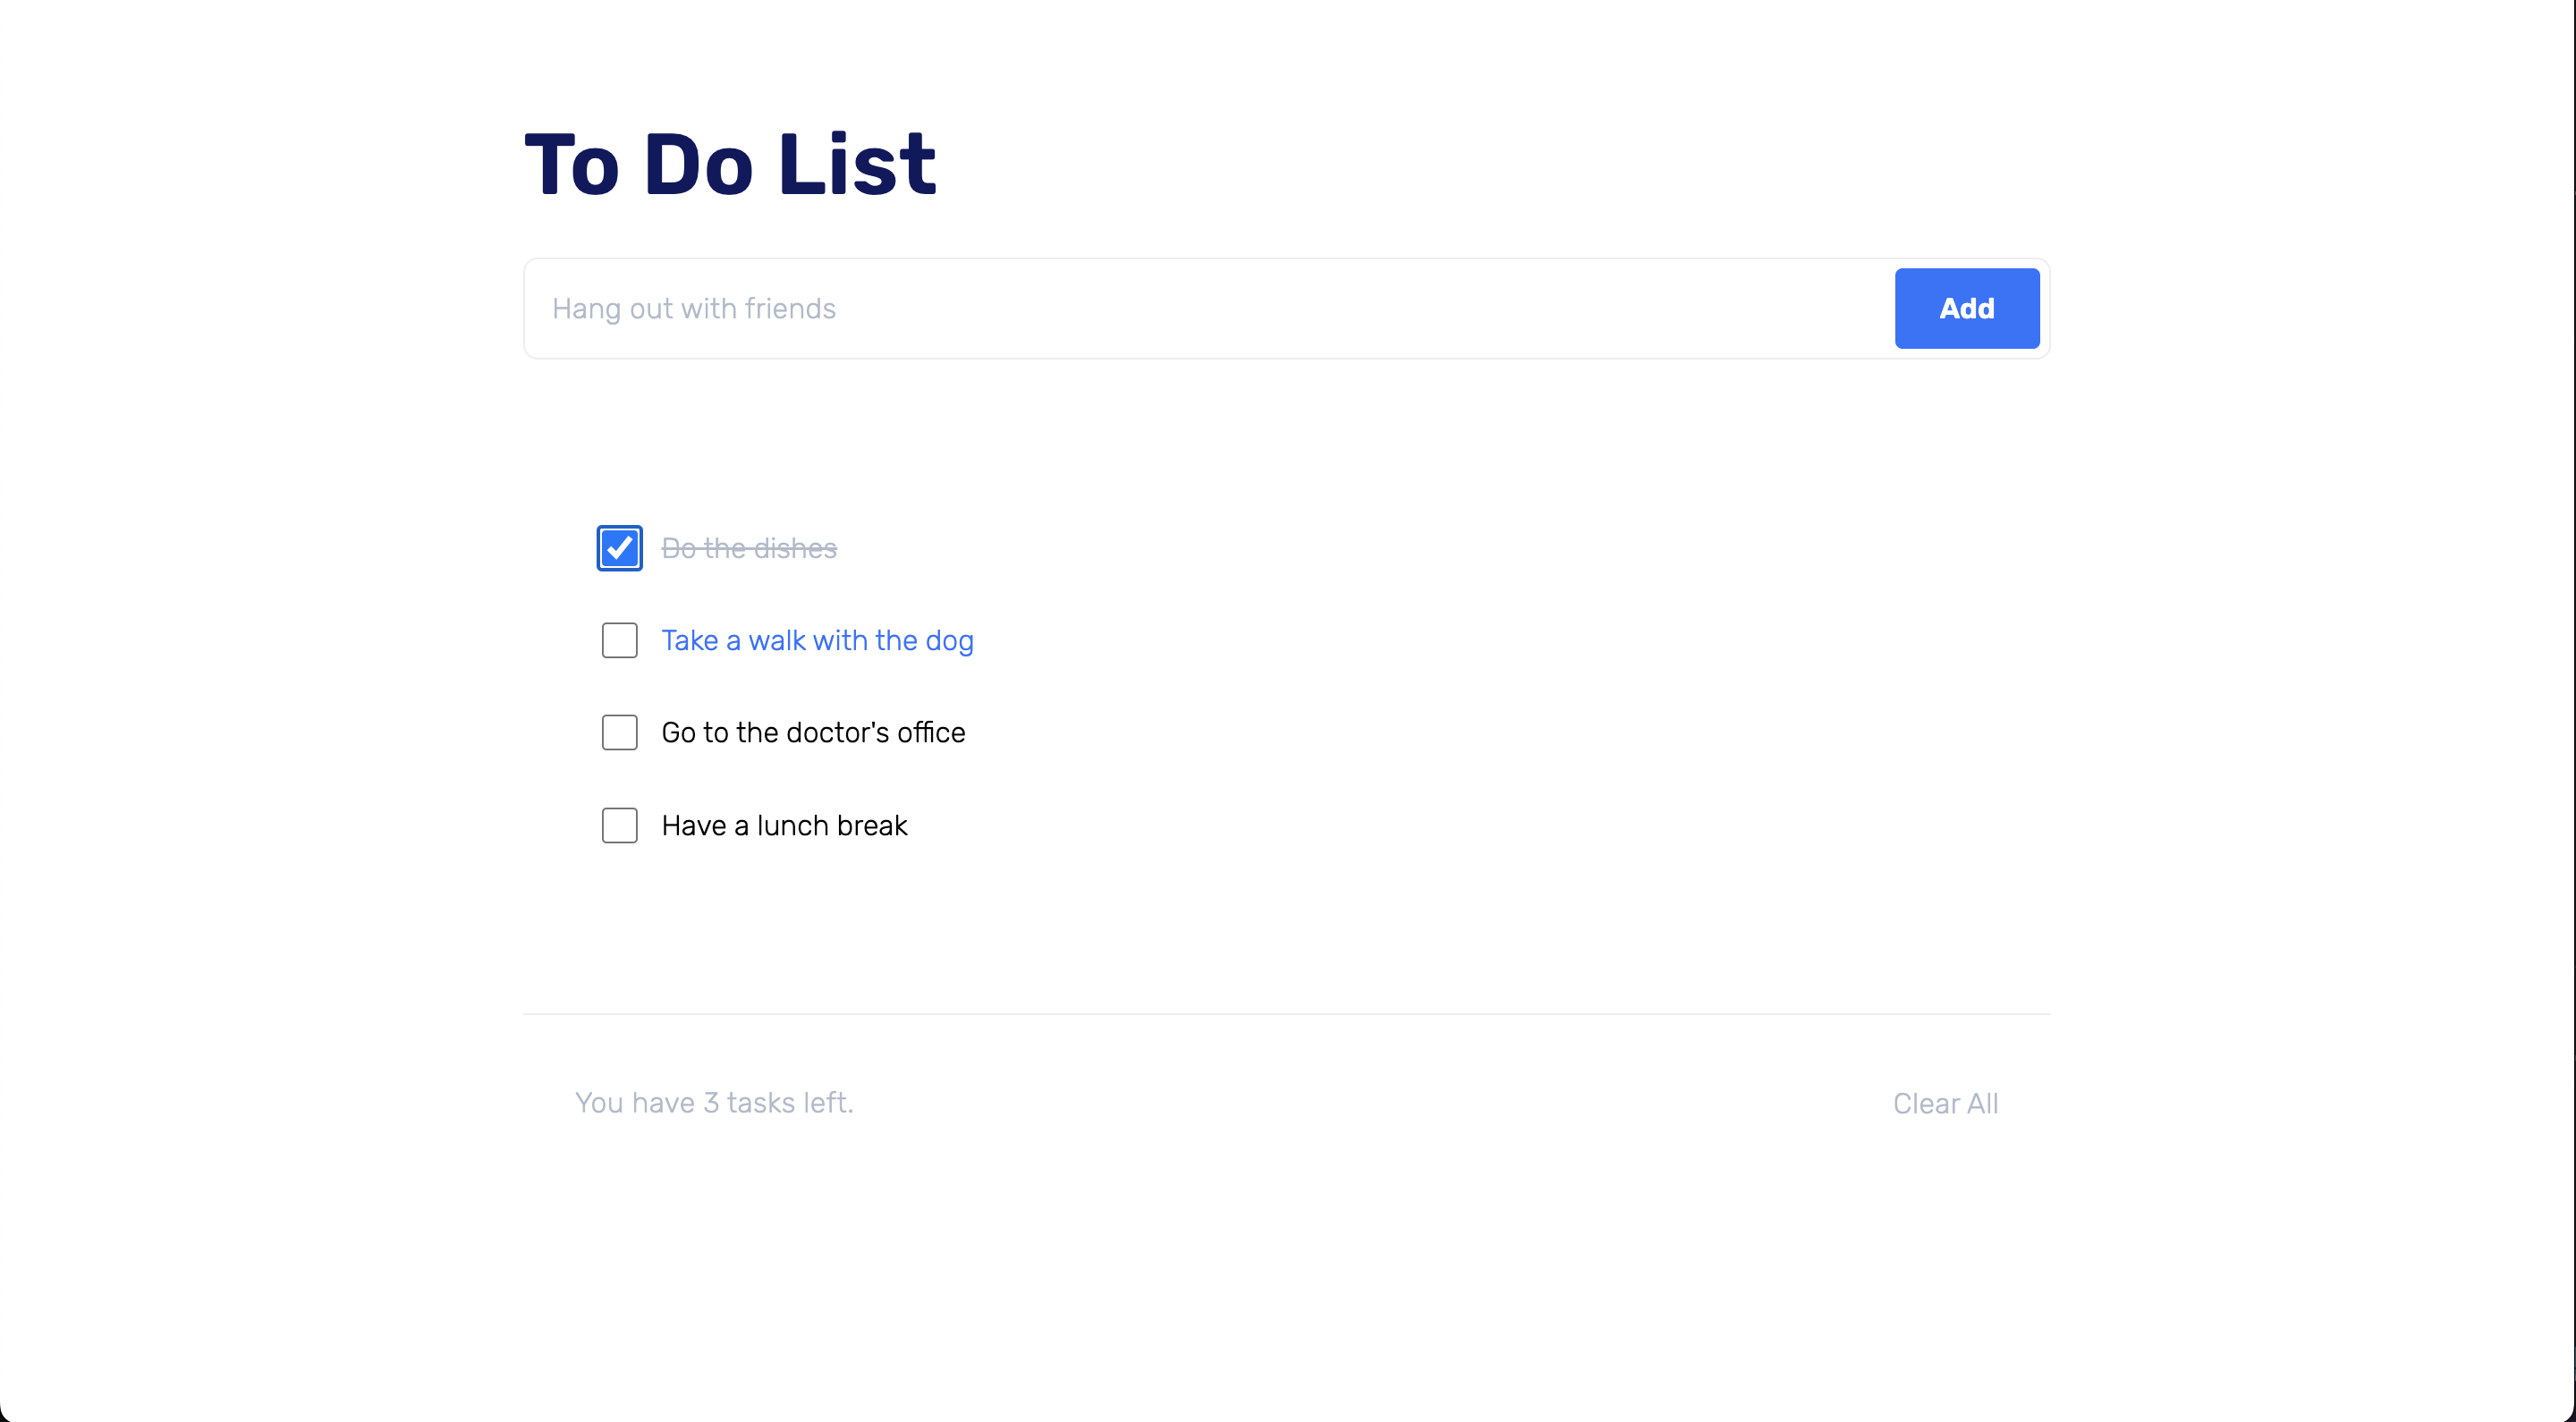 To Do List
Hang out with friends
Add
Do the dishes
Take a walk with the dog
Go to the doctor's office
Have a lunch break
You have 3 tasks left.
Clear All